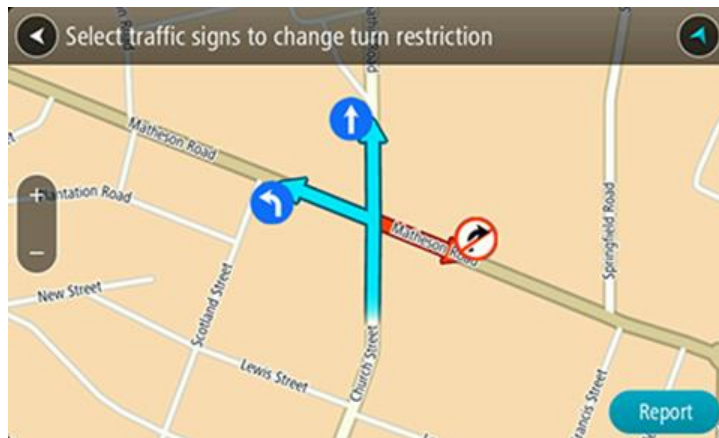 Select traffic signs to change turn restriction
Matheson Road
Plantation Road
Matheson Road
Springfield Road
New Street
Scotland Street
Lewis Street
Church Street
Report